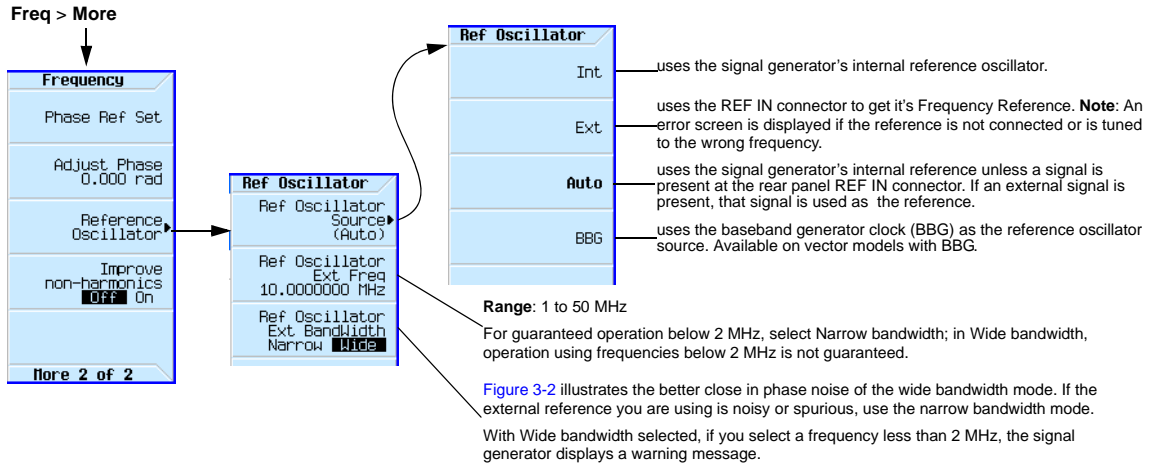 Freq > More
Frequency
Phase Ref Set
Adjust Phase
0.000 rad
Reference
Oscillator
Improve
non-harmonics
Off On
More 2 of 2
Ref Oscillator
Ref Oscillator
Source
(Auto)
Ref Oscillator
Ext Freq
10.0000000 MHz
Ref Oscillator
Ext BandWidth
Narrow Wide
Ref Oscillator
Int
Ext
Auto
BBG
uses the signal generator's internal reference oscillator.
uses the REF IN connector to get it's Frequency Reference. Note: An
error screen is displayed if the reference is not connected or is tuned
to the wrong frequency.
uses the signal generator's internal reference unless a signal is
present at the rear panel REF IN connector. If an external signal is
present, that signal is used as the reference.
uses the baseband generator clock (BBG) as the reference oscillator
source. Available on vector models with BBG.
Range: 1 to 50 MHz
For guaranteed operation below 2 MHz, select Narrow bandwidth; in Wide bandwidth,
operation using frequencies below 2 MHz is not guaranteed.
Figure 3-2 illustrates the better close in phase noise of the wide bandwidth mode. If the
external reference you are using is noisy or spurious, use the narrow bandwidth mode.
With Wide bandwidth selected, if you select a frequency less than 2 MHz, the signal
generator displays a warning message.